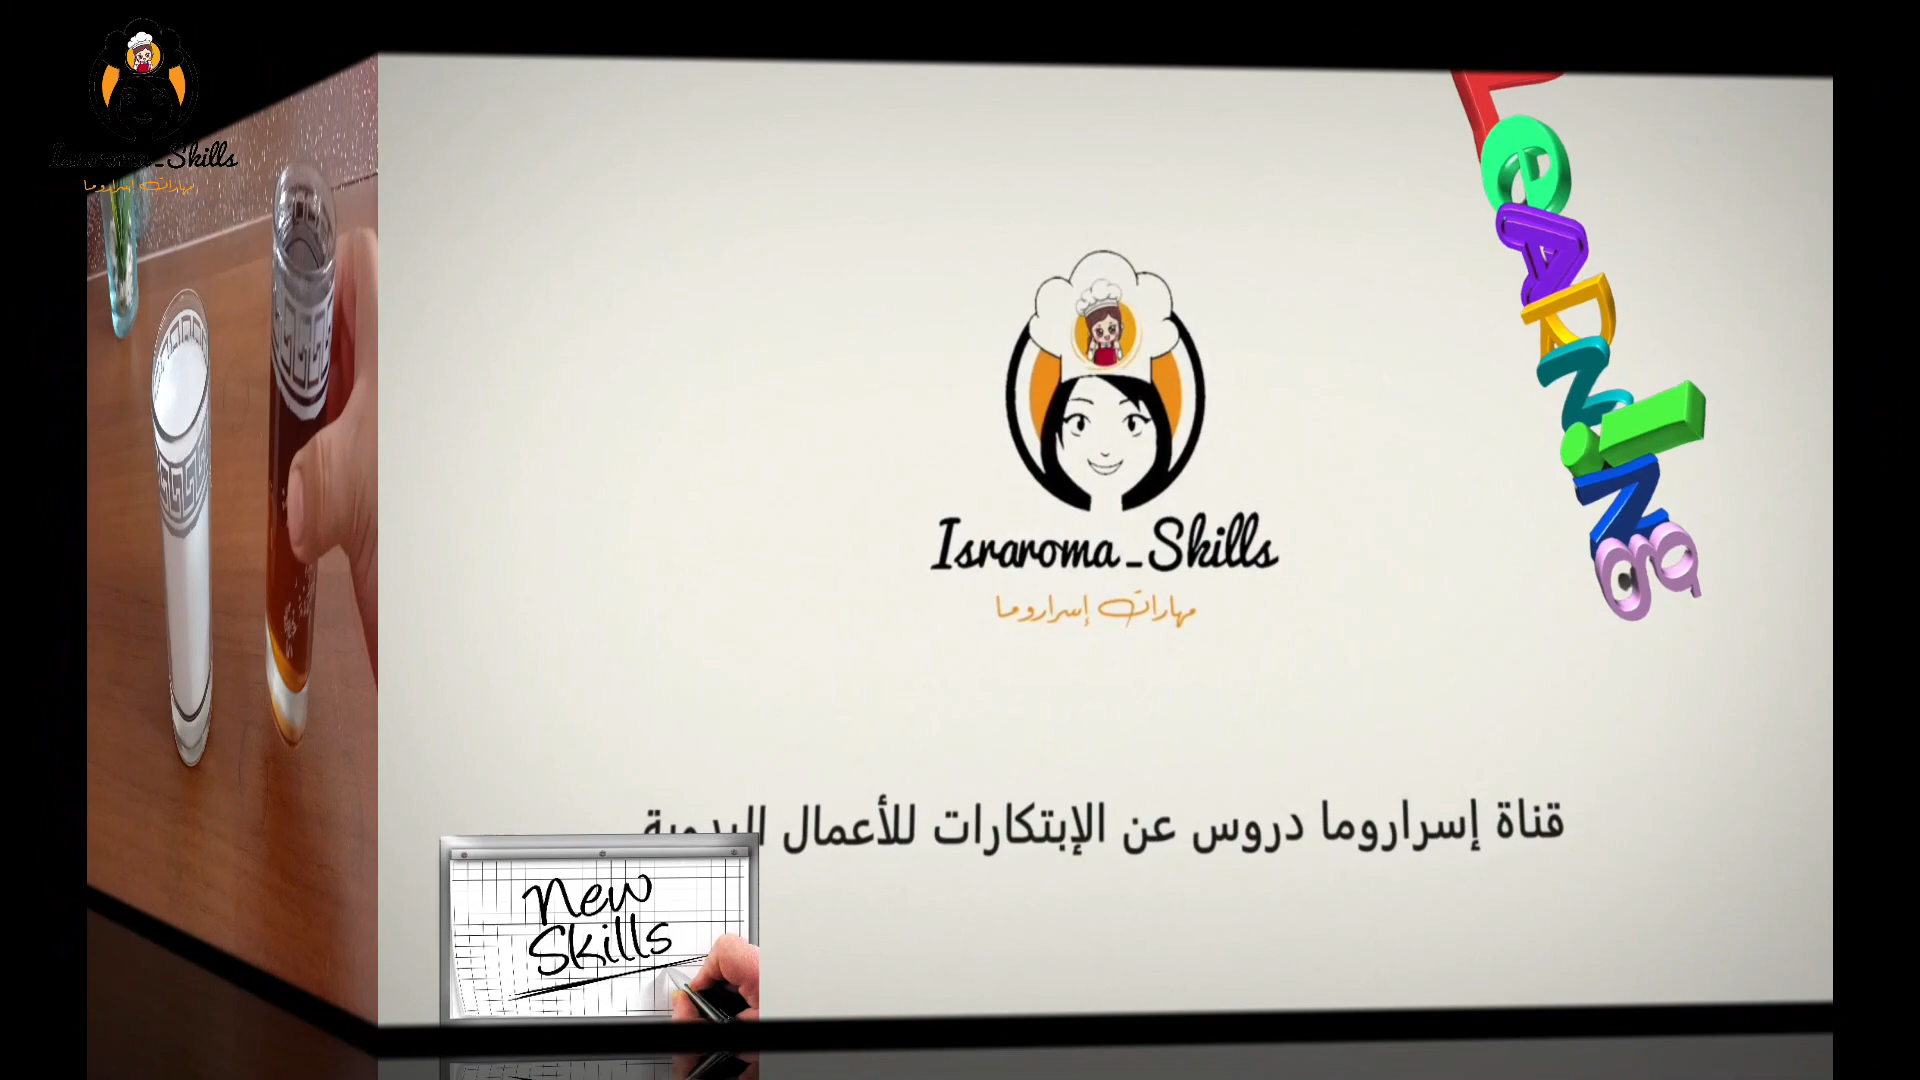 Israroma_Skills
مهارات إسراروما
LeaRning
Israroma_Skills
مهارات إسراروما
قناة إسراروما دروس عن الإبتكارات للأعمال
New
Skills